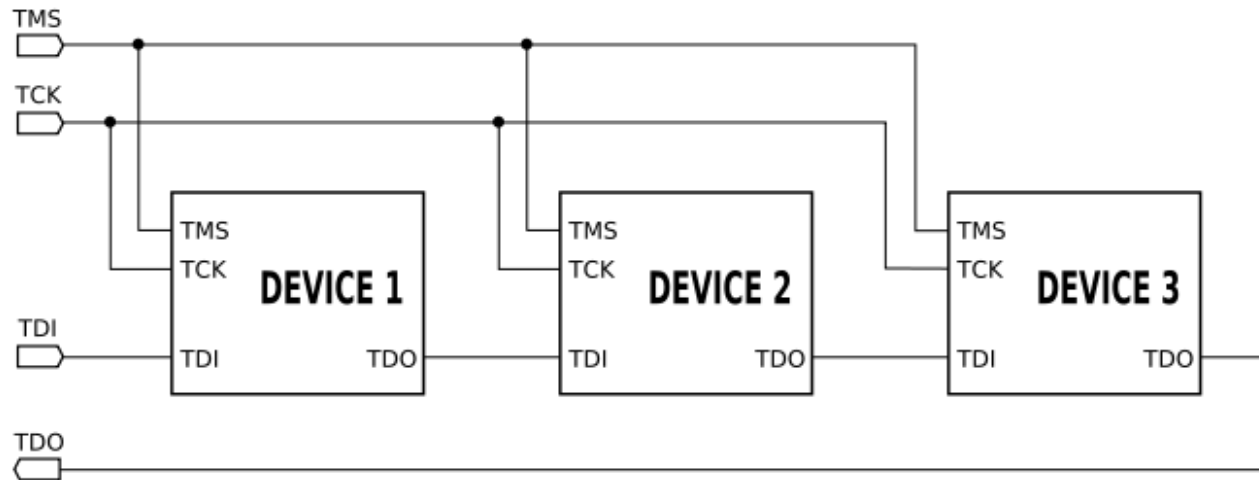 TMS
TCK
TMS
TCK
DEVICE 1
TDI
TDO
TMS
TCK
DEVICE 2
TDI
TDO
TMS
TCK
DEVICE 3
TDI
TDO
TDI
TDO